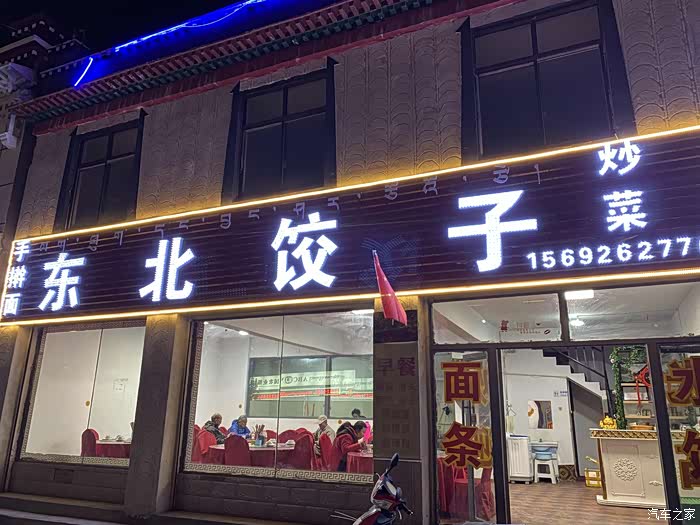 手擀面
东北饺子
炒菜
1569262777
早餐
面条
水饺
汽车之家